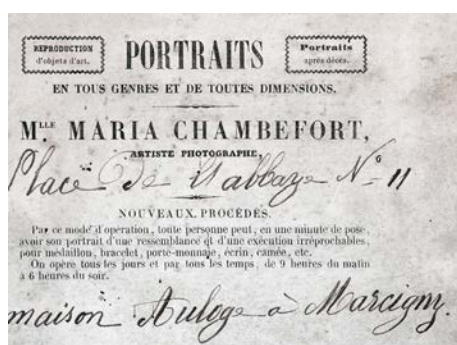 REPRODUCTION
d'objets d'art.
PORTRAITS
Portraits
après décès.
EN TOUS GENRES ET DE TOUTES DIMENSIONS.
MLLE MARIA CHAMBEFORT,
ARTISTE PHOTOGRAPHE,
Place de l'abbaye No 11
NOUVEAUX PROCÉDÉS.
Par ce mode d'operation, toute personne peut, en une minute de pose,
avoir son portrait d'une ressemblance et d'une exécution irréprochables,
pour médaillon, bracelet, porte-monnaie, écrin, camée, etc.
On opère tous les jours et par tous les temps, de 9 heures du matin
à 6 heures du soir.
maison Auloge à Marcigny.